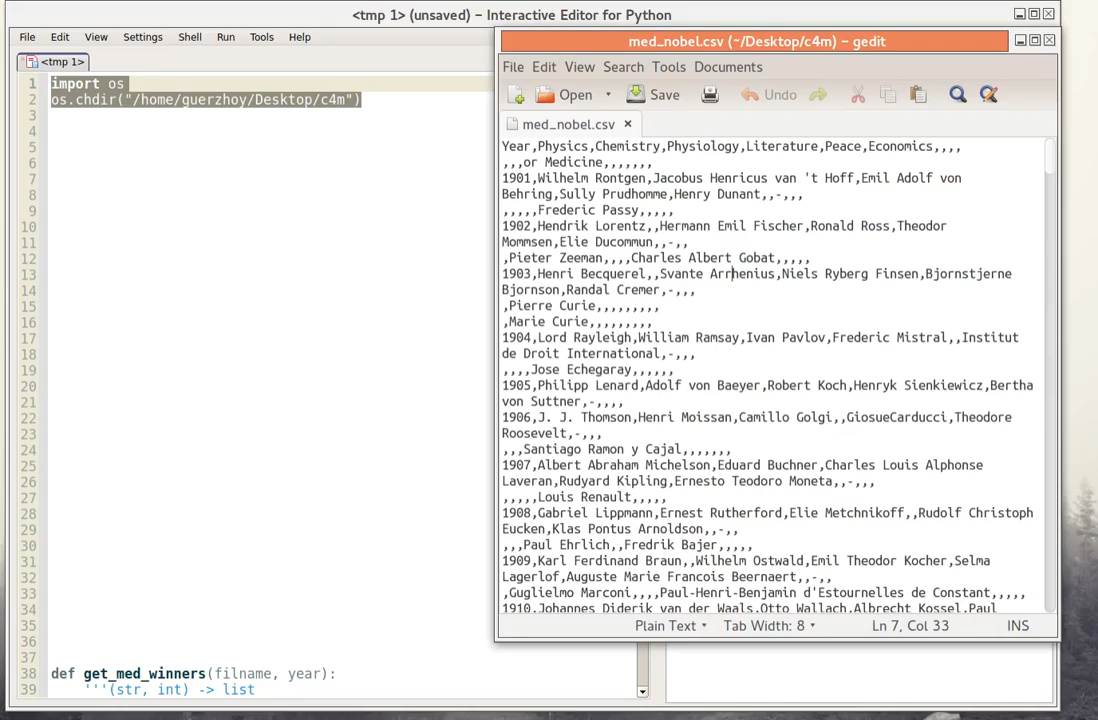 <tmp 1> (unsaved) – Interactive Editor for Python
File Edit View Settings Shell Run Tools Help
<tmp 1>
1 import os
2 os.chdir("/home/guerzhoy/Desktop/c4m")
3
4
5
6
7
8
9
10
11
12
13
14
15
16
17
18
19
20
21
22
23
24
25
26
27
28
29
30
31
32
33
34
35
36
37
38 def get_med_winners(filname, year):
39 '''(str, int) -> list
med_nobel.csv (~/Desktop/c4m) – gedit
File Edit View Search Tools Documents
Open Save Undo
med_nobel.csv
Year,Physics,Chemistry,Physiology,Literature,Peace,Economics,,,,
,,,or Medicine,,,,,,,
1901,Wilhelm Rontgen,Jacobus Henricus van 't Hoff,Emil Adolf von
Behring,Sully Prudhomme,Henry Dunant,,-,,,
,,,,,Frederic Passy,,,,,
1902,Hendrik Lorentz,,Hermann Emil Fischer,Ronald Ross,Theodor
Mommsen,Elie Ducommun,,-,,
,Pieter Zeeman,,,,Charles Albert Gobat,,,,,
1903,Henri Becquerel,,Svante Arrhenius,Niels Ryberg Finsen,Bjornstjerne
Bjornson,Randal Cremer,-,,,
,Pierre Curie,,,,,,,,,
,Marie Curie,,,,,,,,,
1904,Lord Rayleigh,William Ramsay,Ivan Pavlov,Frederic Mistral,,Institut
de Droit International,-,,,
,,,,Jose Echegaray,,,,,,
1905,Philipp Lenard,Adolf von Baeyer,Robert Koch,Henryk Sienkiewicz,Bertha
von Suttner,-,,,,
1906,J. J. Thomson,Henri Moissan,Camillo Golgi,,GiosueCarducci,Theodore
Roosevelt,-,,,
,,,Santiago Ramon y Cajal,,,,,,,
1907,Albert Abraham Michelson,Eduard Buchner,Charles Louis Alphonse
Laveran,Rudyard Kipling,Ernesto Teodoro Moneta,,-,,,
,,,,,Louis Renault,,,,,
1908,Gabriel Lippmann,Ernest Rutherford,Elie Metchnikoff,,Rudolf Christoph
Eucken,Klas Pontus Arnoldson,,-,,
,,,Paul Ehrlich,,Fredrik Bajer,,,,,
1909,Karl Ferdinand Braun,,Wilhelm Ostwald,Emil Theodor Kocher,Selma
Lagerlof,Auguste Marie Francois Beernaert,,-,,
,Guglielmo Marconi,,,,Paul-Henri-Benjamin d'Estournelles de Constant,,,,,
1910,Johannes Diderik van der Waals,Otto Wallach,Albrecht Kossel,Paul
Plain Text Tab Width: 8 Ln 7, Col 33 INS